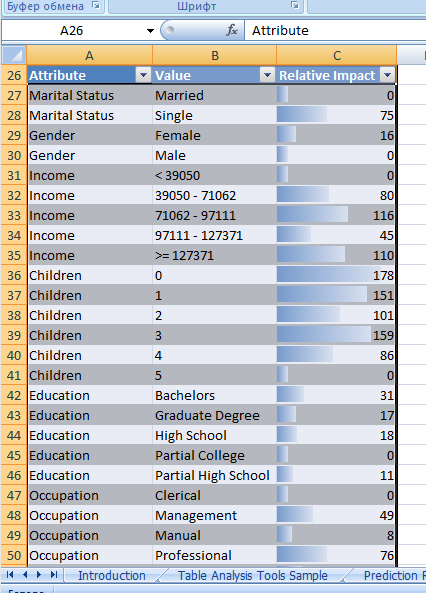 Буфер обмена
Шрифт
A26 fx Attribute
A B C
26 Attribute Value Relative Impact
27 Marital Status Married 0
28 Marital Status Single 75
29 Gender Female 16
30 Gender Male 0
31 Income < 39050 0
32 Income 39050 - 71062 80
33 Income 71062 - 97111 116
34 Income 97111 - 127371 45
35 Income >= 127371 110
36 Children 0 178
37 Children 1 151
38 Children 2 101
39 Children 3 159
40 Children 4 86
41 Children 5 0
42 Education Bachelors 31
43 Education Graduate Degree 17
44 Education High School 18
45 Education Partial College 0
46 Education Partial High School 11
47 Occupation Clerical 0
48 Occupation Management 49
49 Occupation Manual 8
50 Occupation Professional 76
Introduction Table Analysis Tools Sample Prediction R